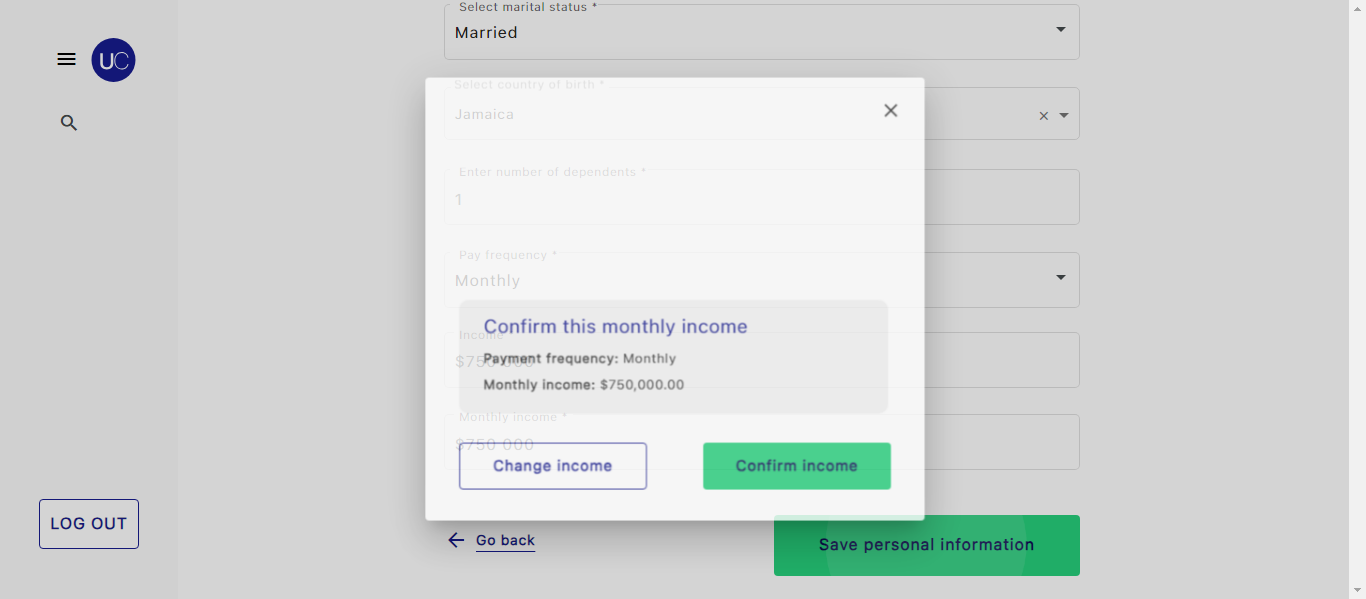 Select marital status *
Married
UC
Select country of birth *
Jamaica
Enter number of dependents *
1
Pay frequency *
Monthly
Confirm this monthly income
Income
Payment frequency: Monthly
$750 000
Monthly income: $750,000.00
Monthly income *
$750 000
Change income
Confirm income
LOG OUT
Go back
Save personal information